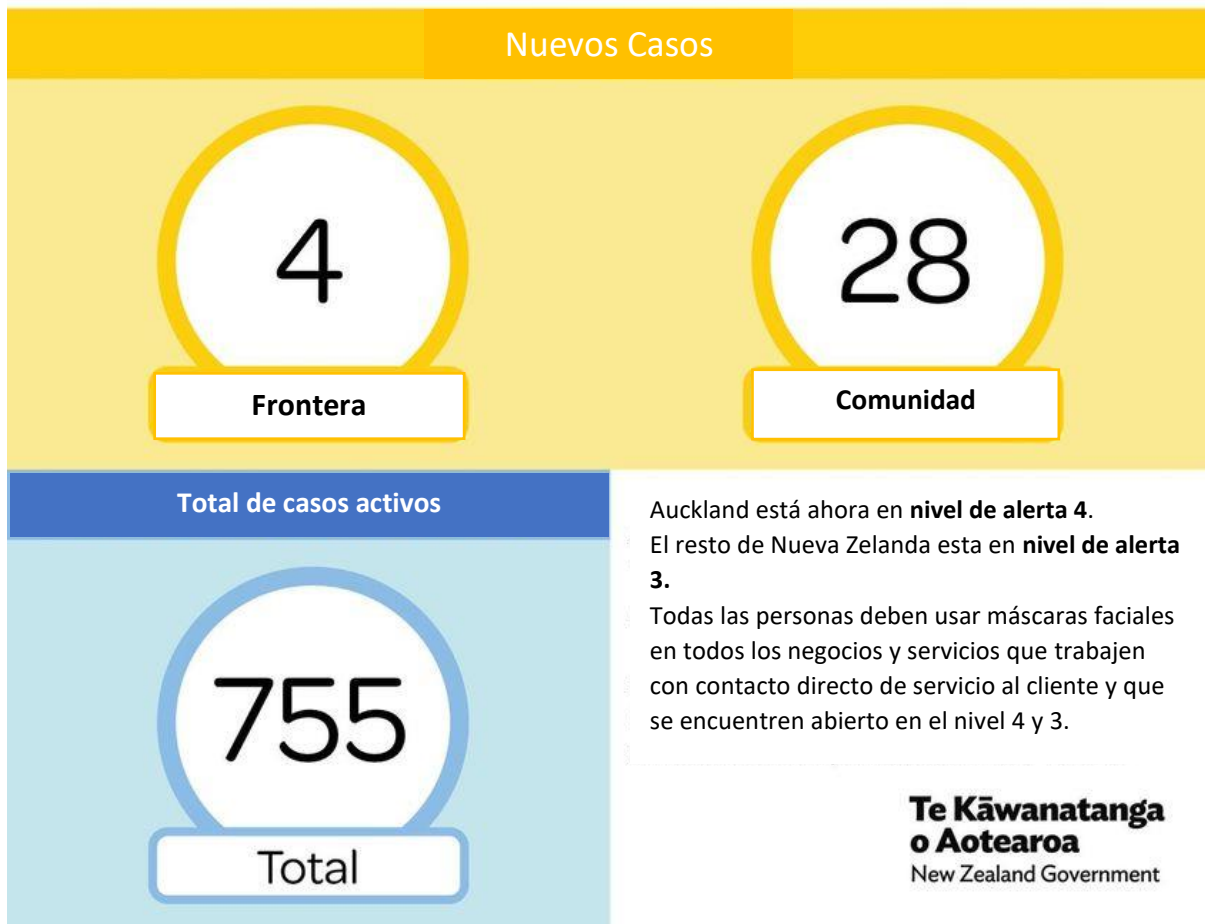 Nuevos Casos
4
28
Frontera
Comunidad
Total de casos activos
755
Total
Auckland está ahora en nivel de alerta 4.
El resto de Nueva Zelanda esta en nivel de alerta
3.
Todas las personas deben usar máscaras faciales
en todos los negocios y servicios que trabajen
con contacto directo de servicio al cliente y que
se encuentren abierto en el nivel 4 y 3.
Te Kāwanatanga
o Aotearoa
New Zealand Government